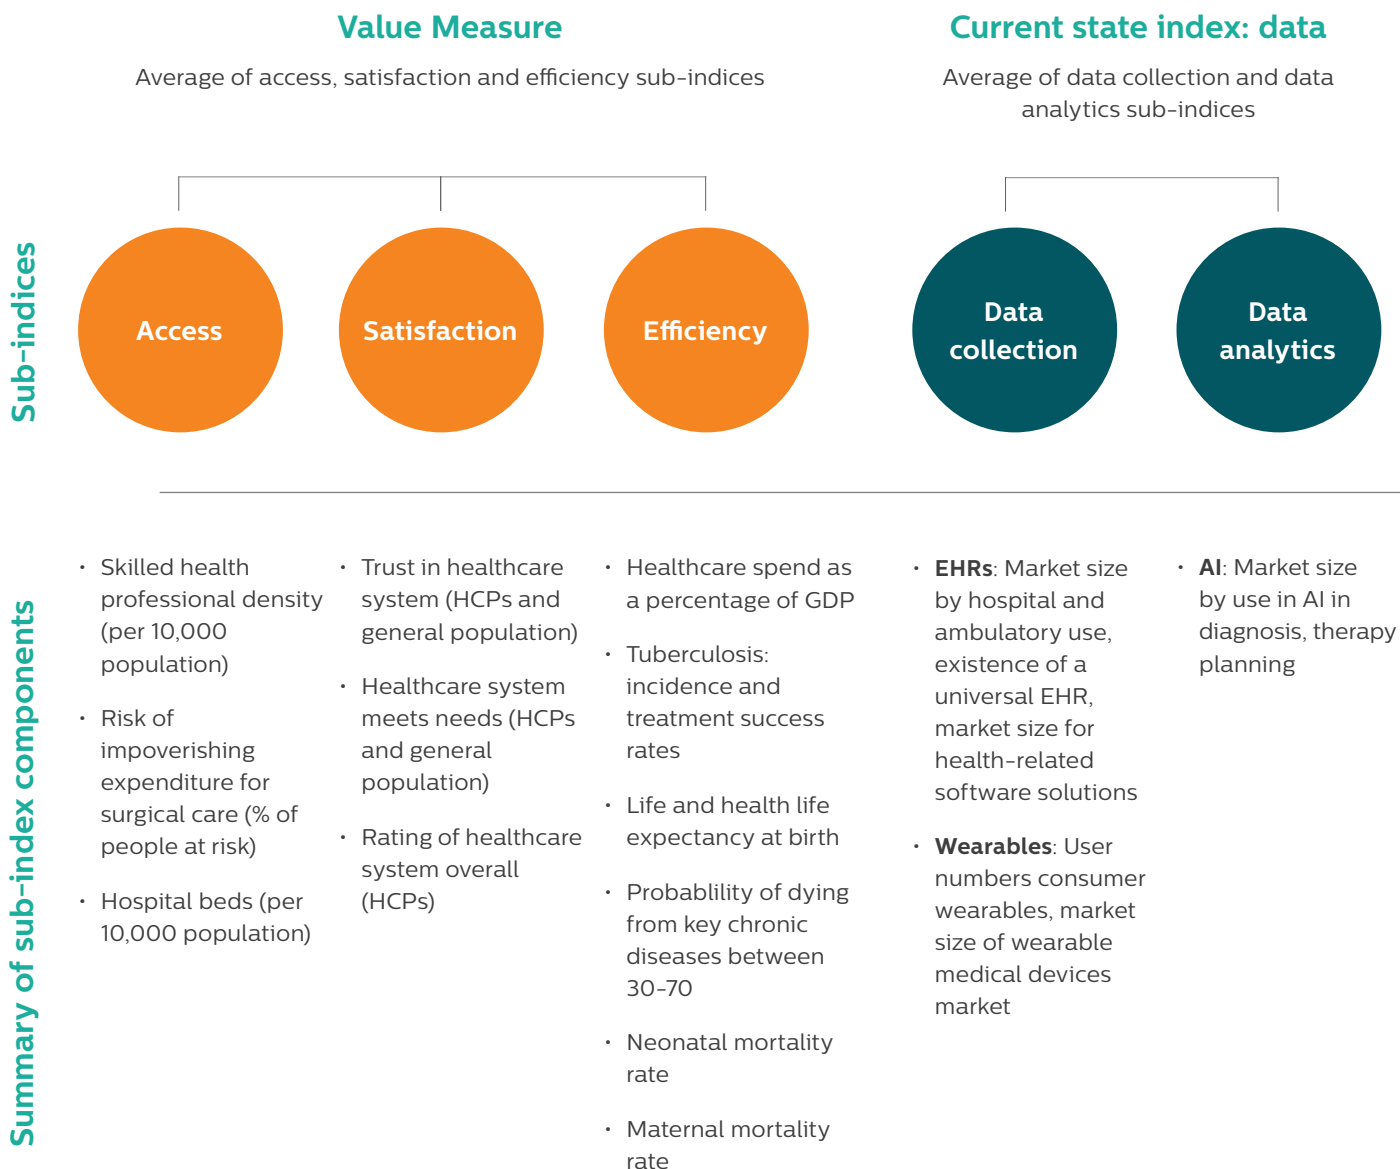 Value Measure
Average of access, satisfaction and efficiency sub-indices
Current state index: data
Average of data collection and data
analytics sub-indices
Sub-indices
Access
Satisfaction
Efficiency
Data
collection
Data
analytics
Summary of sub-index components
• Skilled health
professional density
(per 10,000
population)
• Risk of
impoverishing
expenditure for
surgical care (% of
people at risk)
• Hospital beds (per
10,000 population)
• Trust in healthcare
system (HCPs and
general population)
• Healthcare system
meets needs (HCPs
and general
population)
• Rating of healthcare
system overall
(HCPs)
• Healthcare spend as
a percentage of GDP
• Tuberculosis:
incidence and
treatment success
rates
• Life and health life
expectancy at birth
• Probablility of dying
from key chronic
diseases between
30-70
• Neonatal mortality
rate
• Maternal mortality
rate
• EHRs: Market size
by hospital and
ambulatory use,
existence of a
universal EHR,
market size for
health-related
software solutions
• Wearables: User
numbers consumer
wearables, market
size of wearable
medical devices
market
• AI: Market size
by use in AI in
diagnosis, therapy
planning